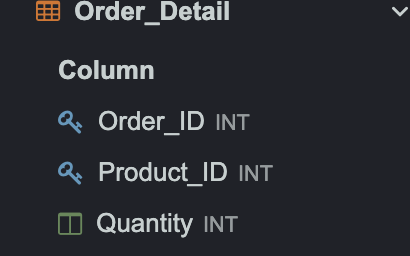 Order_Detail
Column
Order_ID INT
Product_ID INT
Quantity INT